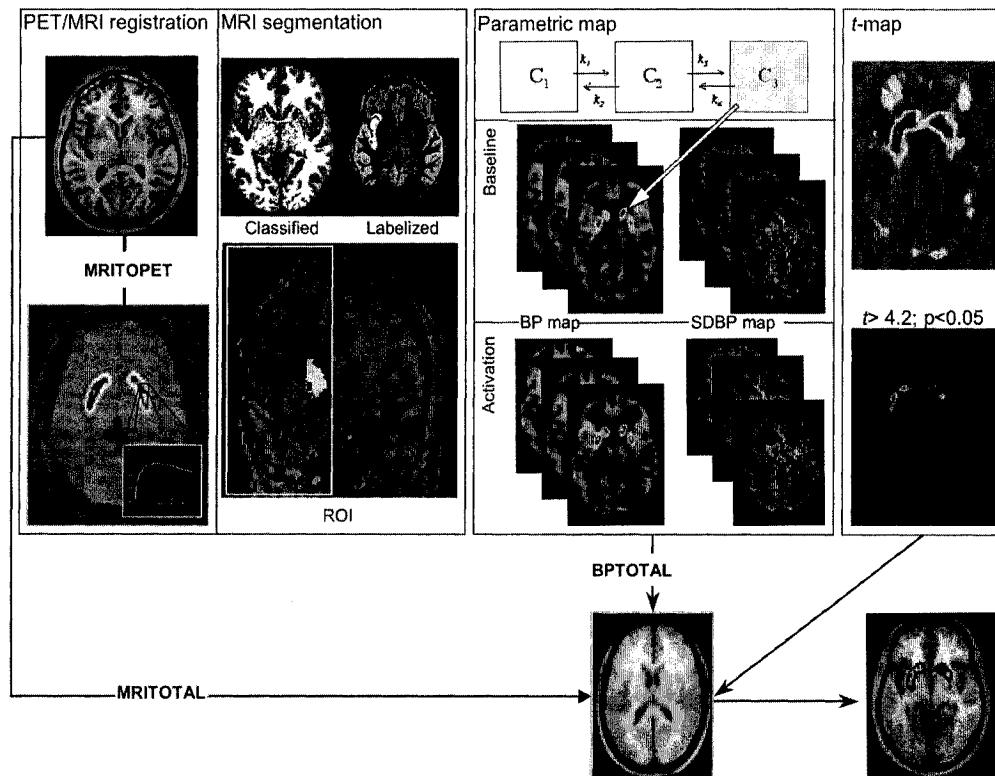 PET/MRI registration
MRITOPET
MRI segmentation
Classified
Labelized
ROI
Parametric map
C1
k1
k2
C2
k3
k4
C3
Baseline
BP map
SDBP map
Activation
t-map
t> 4.2; p<0.05
BPTOTAL
MRITOTAL